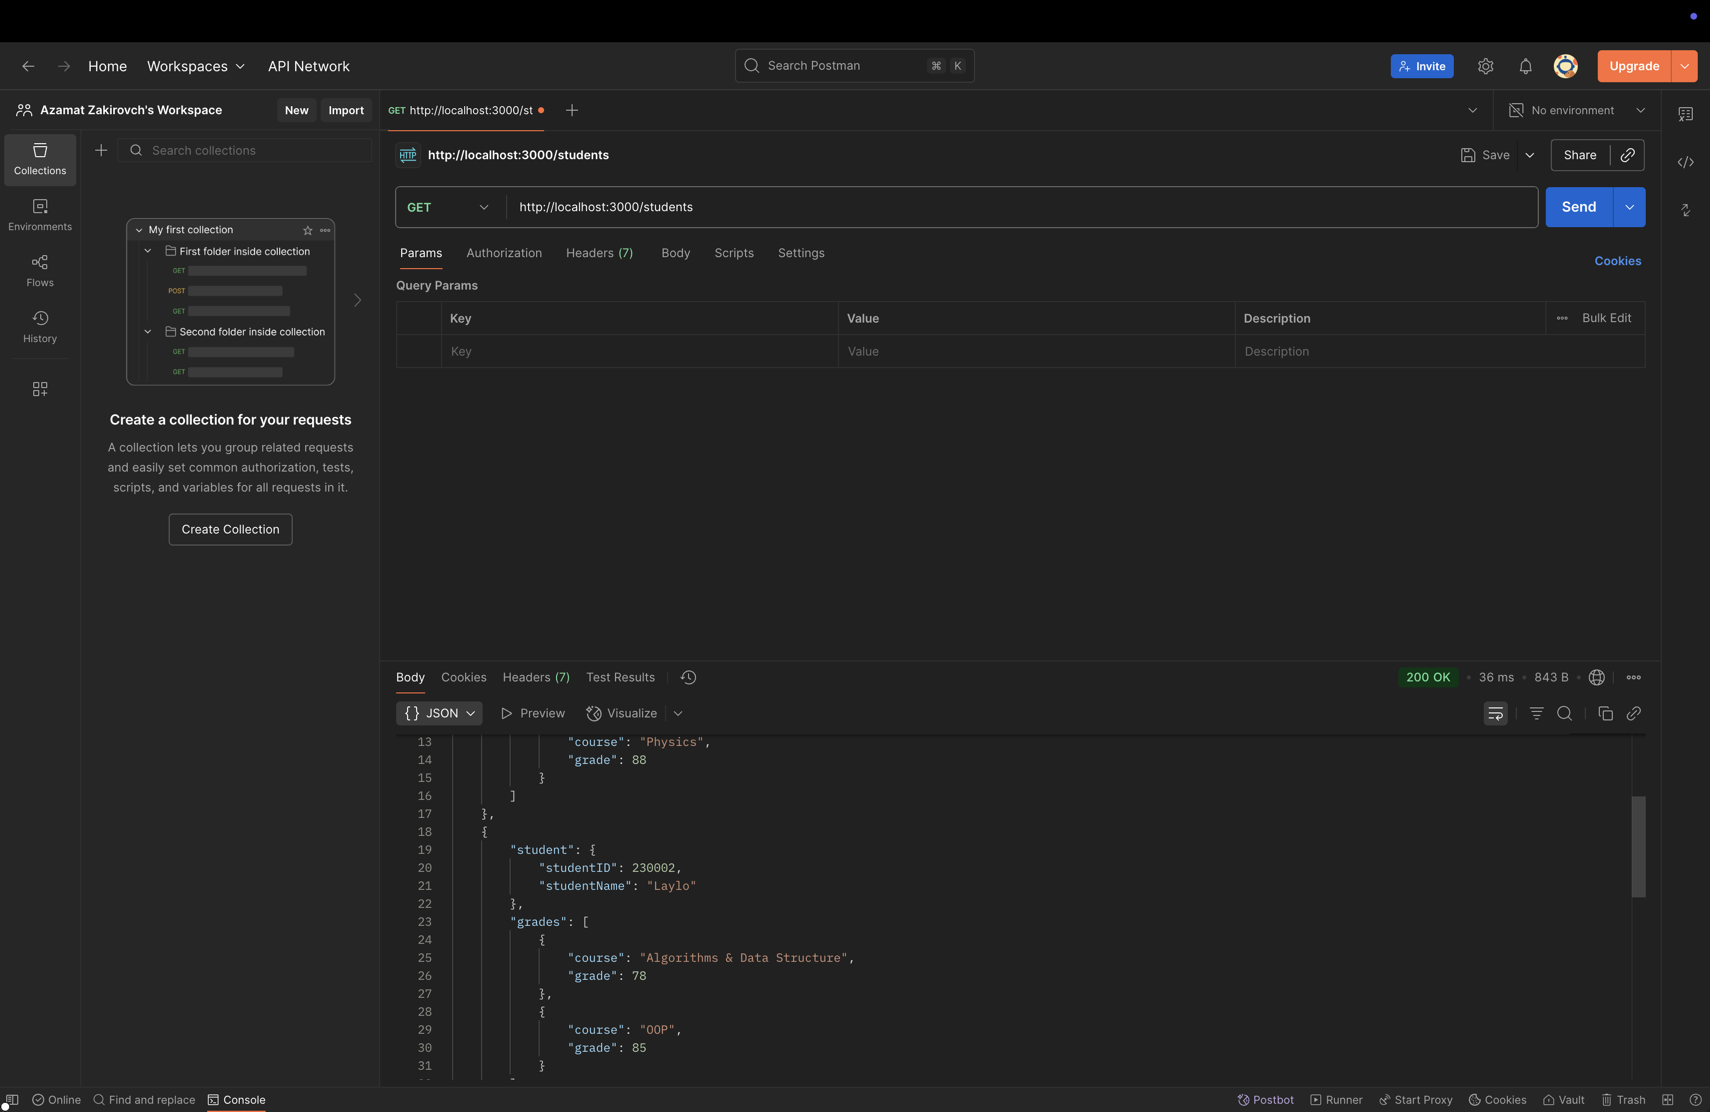 Home
Workspaces
API Network
Search Postman
⌘ K
Invite
Upgrade
Azamat Zakirovch's Workspace
New
Import
GET http://localhost:3000/st
No environment
Collections
Environments
Flows
History
Search collections
My first collection
First folder inside collection
GET
POST
GET
Second folder inside collection
GET
GET
Create a collection for your requests
A collection lets you group related requests
and easily set common authorization, tests,
scripts, and variables for all requests in it.
Create Collection
HTTP http://localhost:3000/students
Save
Share
GET http://localhost:3000/students
Send
Params Authorization Headers (7) Body Scripts Settings
Cookies
Query Params
Key Value Description Bulk Edit
Key Value Description
Body Cookies Headers (7) Test Results
200 OK • 36 ms • 843 B •
{} JSON Preview Visualize
13 "course": "Physics",
14 "grade": 88
15 }
16 ]
17 },
18 {
19 "student": {
20 "studentID": 230002,
21 "studentName": "Laylo"
22 },
23 "grades": [
24 {
25 "course": "Algorithms & Data Structure",
26 "grade": 78
27 },
28 {
29 "course": "OOP",
30 "grade": 85
31 }
Online
Find and replace
Console
Postbot
Runner
Start Proxy
Cookies
Vault
Trash